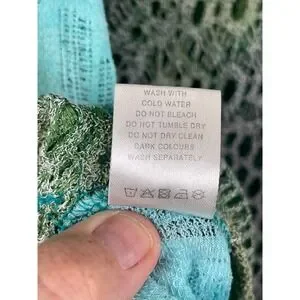 WASH WITH
COLD WATER
DO NOT BLEACH
DO NOT TUMBLE DRY
DO NOT DRY CLEAN
DARK COLOURS
WASH SEPARATELY